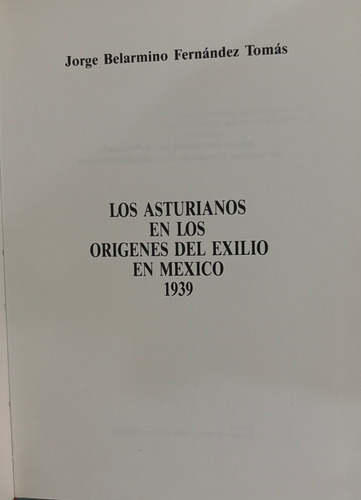 Jorge Belarmino Fernández Tomás
LOS ASTURIANOS
EN LOS
ORIGENES DEL EXILIO
EN MEXICO
1939